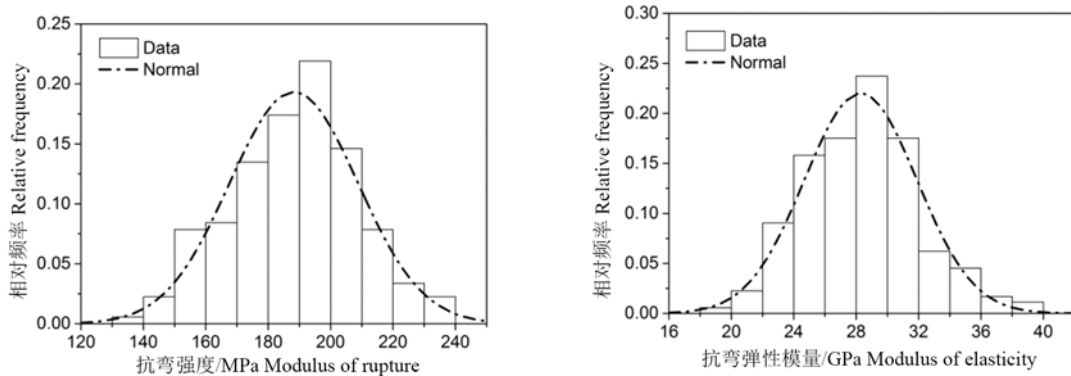 0.25
0.20
0.15
0.10
0.05
0.00
相对频率 Relative frequency
Data
Normal
120 140 160 180 200 220 240
抗弯强度/MPa Modulus of rupture
0.30
0.25
0.20
0.15
0.10
0.05
0.00
相对频率 Relative frequency
Data
Normal
16 20 24 28 32 36 40
抗弯弹性模量/GPa Modulus of elasticity